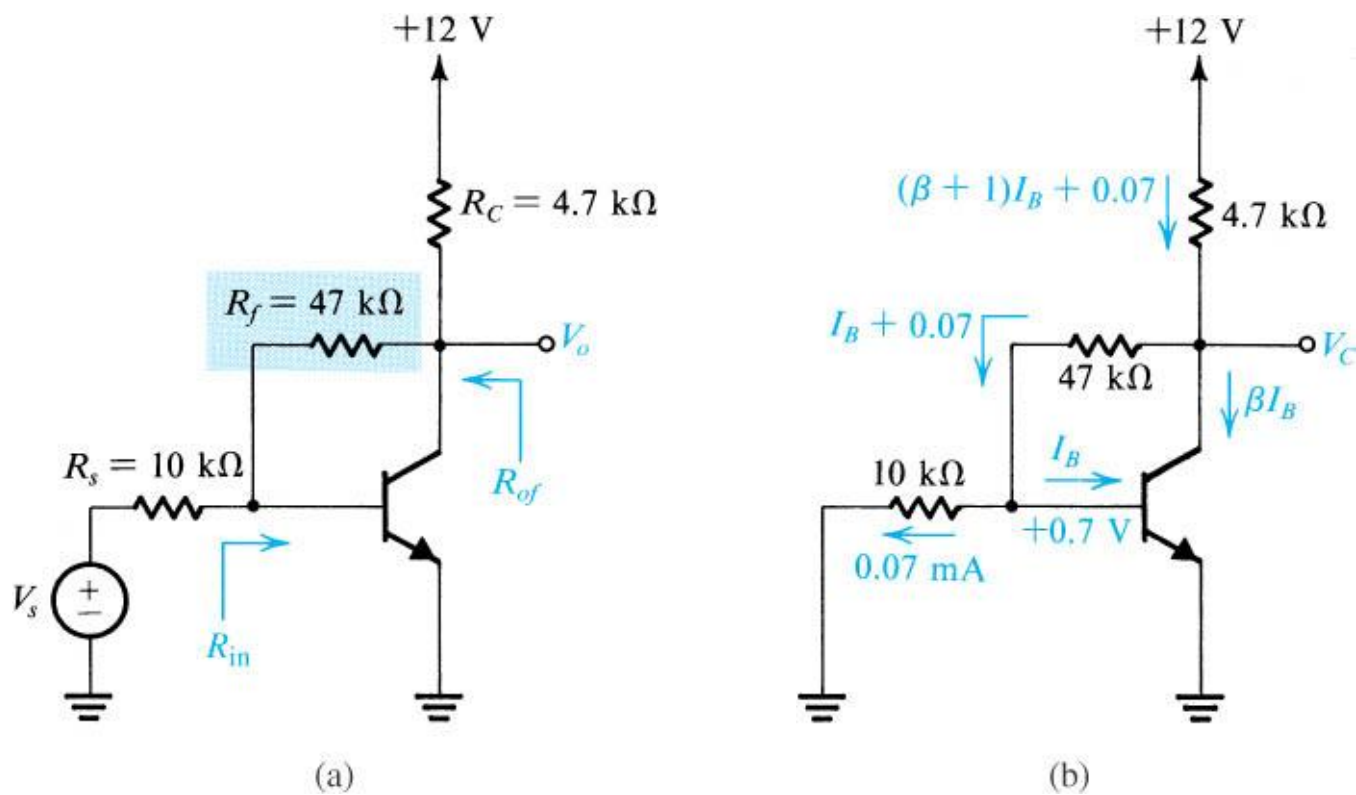 +12 V
R_C = 4.7 kΩ
R_f = 47 kΩ
V_o
R_s = 10 kΩ
R_of
V_s
+
−
R_in
(a)
+12 V
(β + 1)I_B + 0.07
4.7 kΩ
I_B + 0.07
47 kΩ
V_C
βI_B
I_B
10 kΩ
+0.7 V
0.07 mA
(b)